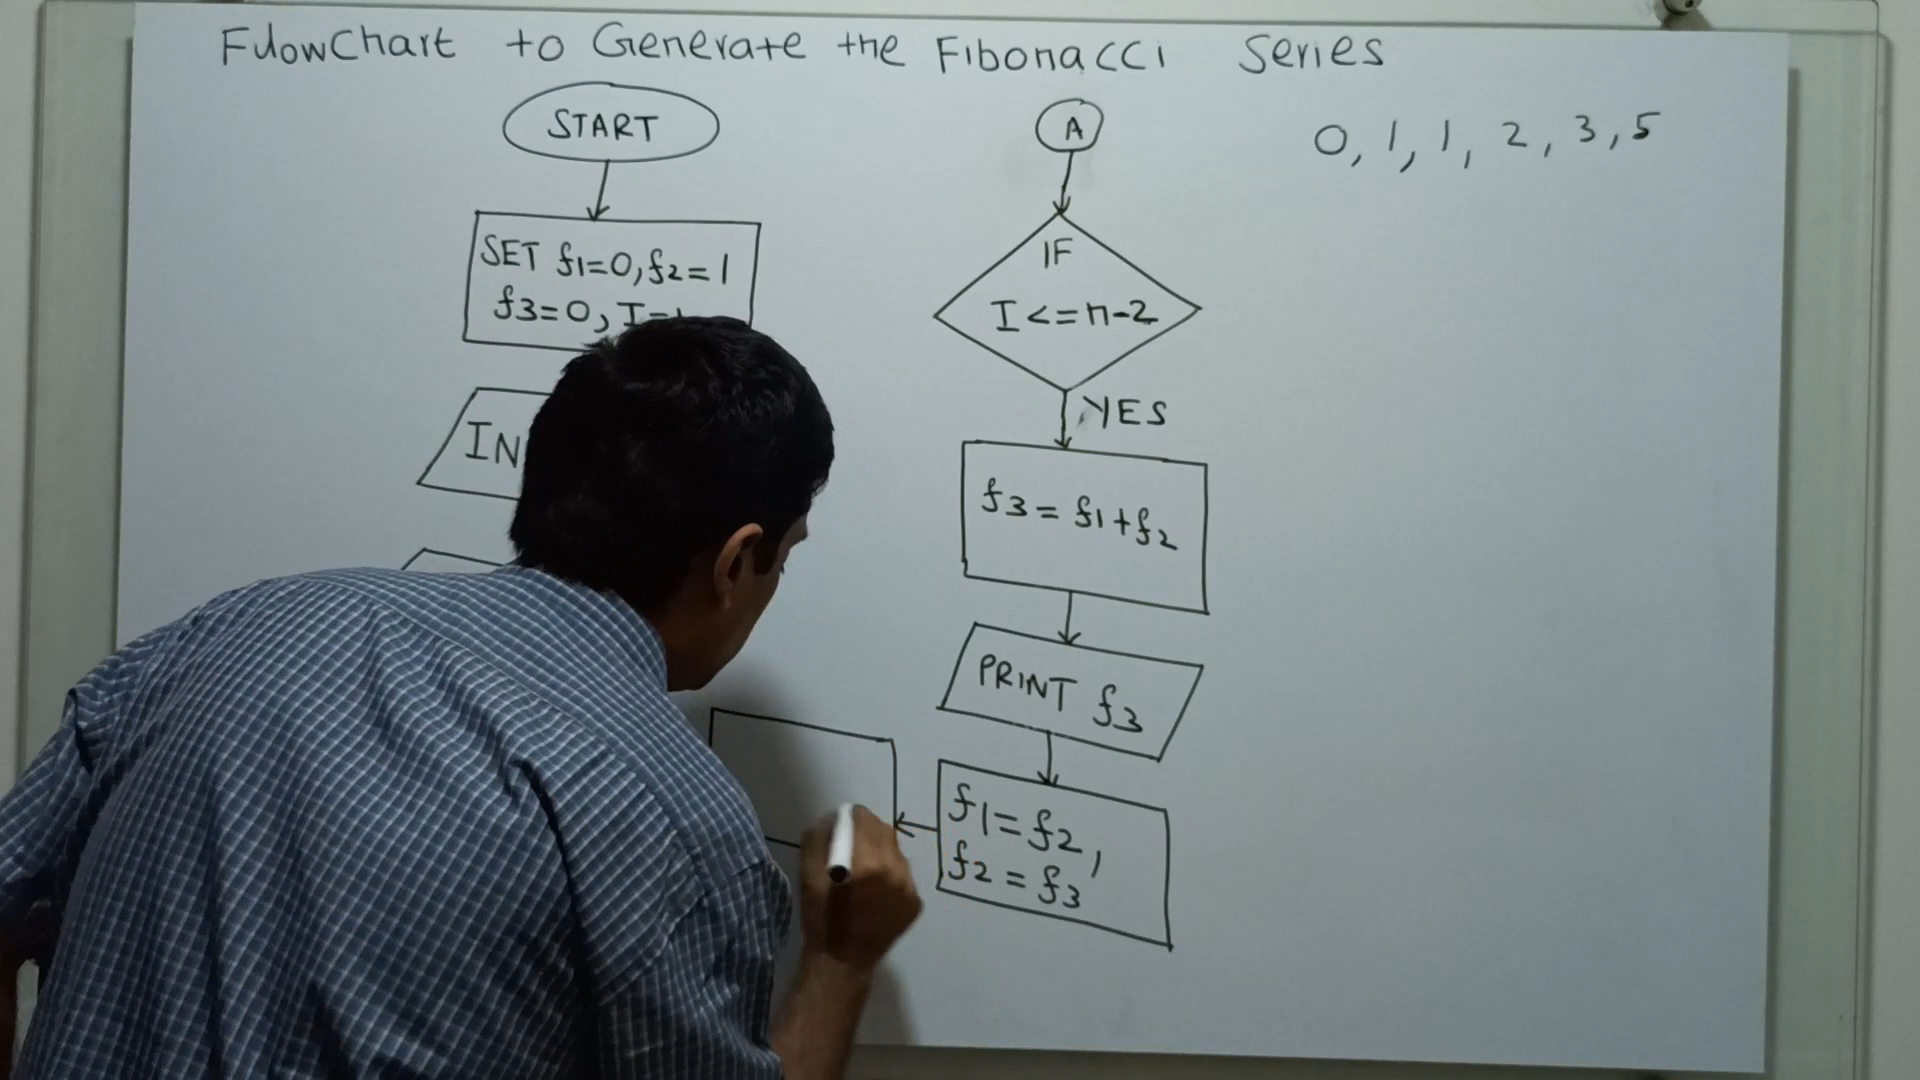 FlowChart to Generate the Fibonacci Series
START
SET f1=0, f2=1
f3=0, I=1
IN
A
IF
I<=n-2
YES
f3=f1+f2
PRINT f3
f1=f2,
f2=f3
0, 1, 1, 2, 3, 5